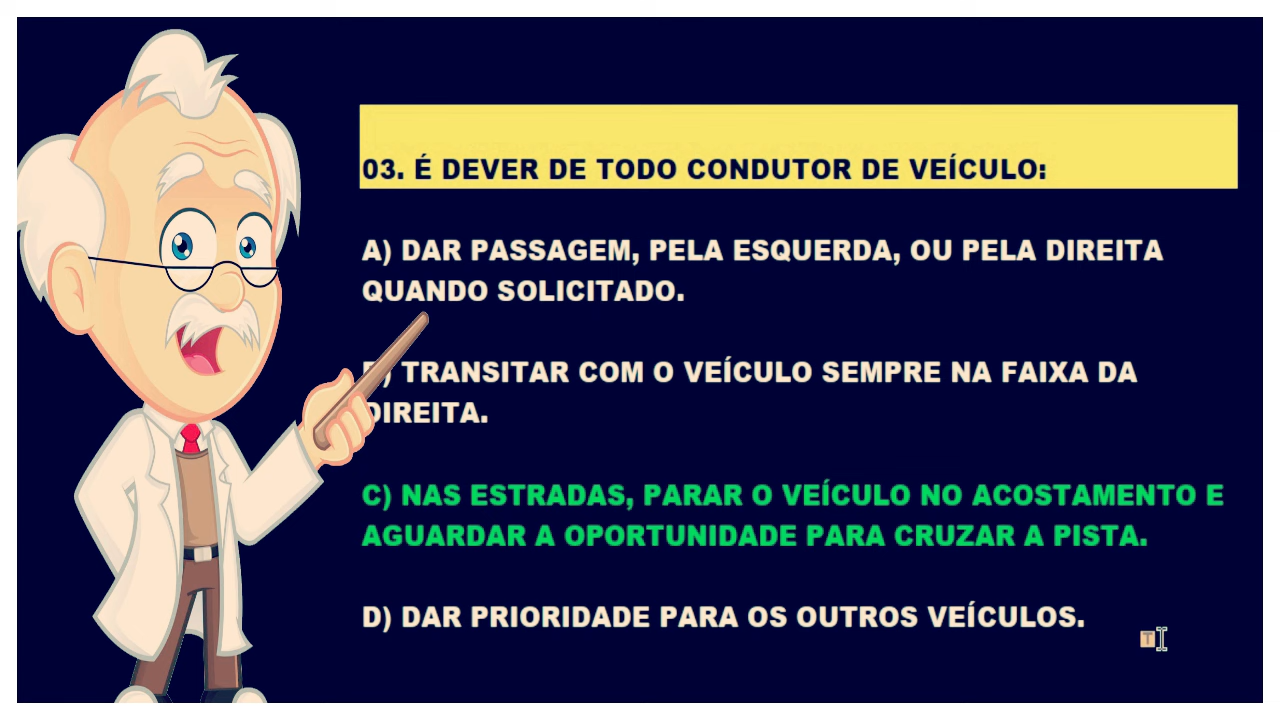 03. É DEVER DE TODO CONDUTOR DE VEÍCULO:
A) DAR PASSAGEM, PELA ESQUERDA, OU PELA DIREITA
QUANDO SOLICITADO.
B) TRANSITAR COM O VEÍCULO SEMPRE NA FAIXA DA
DIREITA.
C) NAS ESTRADAS, PARAR O VEÍCULO NO ACOSTAMENTO E
AGUARDAR A OPORTUNIDADE PARA CRUZAR A PISTA.
D) DAR PRIORIDADE PARA OS OUTROS VEÍCULOS.
T